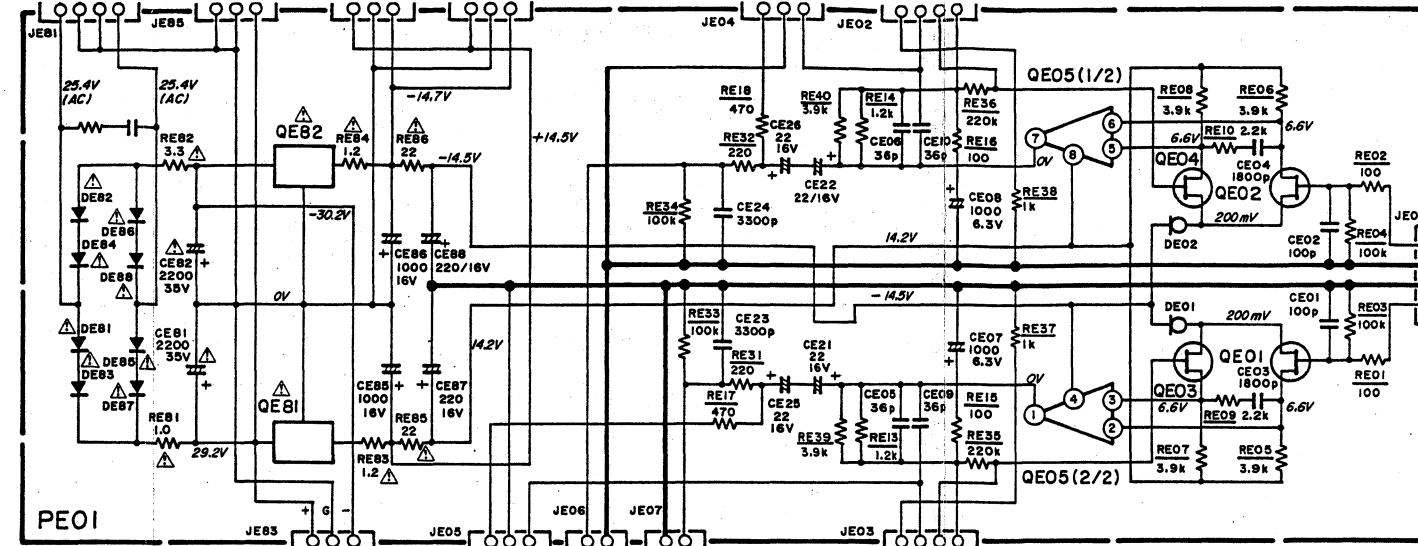 JE81
JE85
JE04
JE02
25.4V
(AC)
25.4V
(AC)
-14.7V
+14.5V
-14.5V
RE82
3.3
QE82
RE84
1.2
RE86
22
RE18
470
RE32
220
CE26
22
16V
RE40
3.9k
RE14
1.2k
CE06
36p
CE10
36p
CE22
22/16V
RE36
220k
RE16
100
QE05(1/2)
7
8
6
5
0V
RE08
3.9k
RE06
3.9k
6.6V
RE10
2.2k
6.6V
CE04
1800p
QE04
QE02
RE02
100
200mV
DE02
CE02
100p
RE04
100k
JE0
DE82
DE84
DE86
DE88
-30.2V
CE82
2200
35V
CE86
1000
16V
CE88
220/16V
RE34
100k
CE24
3300p
CE08
1000
6.3V
RE38
1k
14.2V
0V
-14.5V
DE81
DE83
DE85
DE87
CE81
2200
35V
QE81
CE85
1000
16V
CE87
220
16V
14.2V
RE33
100k
CE23
3300p
RE31
220
CE21
22
16V
RE17
470
CE25
22
16V
RE39
3.9k
CE05
36p
RE13
1.2k
CE09
36p
RE15
100
RE35
220k
CE07
1000
6.3V
RE37
1k
0V
1
4
3
2
QE05(2/2)
DE01
200mV
QE01
QE03
CE03
1800p
6.6V
RE09
2.2k
6.6V
RE07
3.9k
RE05
3.9k
CE01
100p
RE03
100k
RE01
100
RE81
1.0
29.2V
RE83
1.2
RE85
22
PE01
+ G -
JE83
JE05
JE06
JE07
JE03